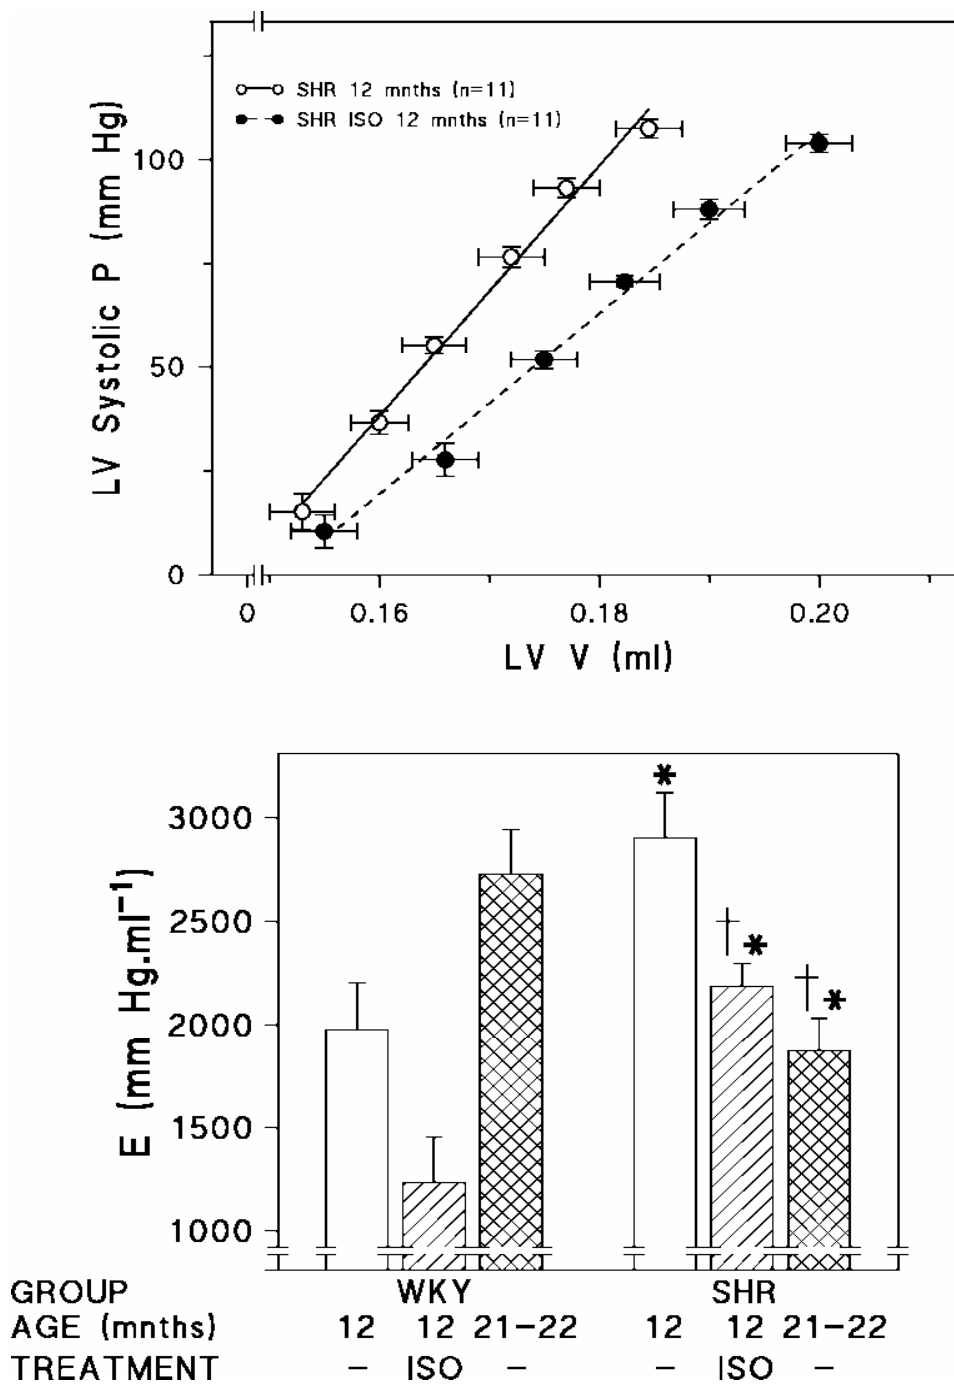 SHR 12 mnths (n=11)
SHR ISO 12 mnths (n=11)
LV Systolic P (mm Hg)
100
50
0
0 0.16 0.18 0.20
LV V (ml)
E (mm Hg.ml⁻¹)
3000
2500
2000
1500
1000
* † * † *
GROUP WKY SHR
AGE (mnths) 12 12 21-22 12 12 21-22
TREATMENT – ISO – – ISO –